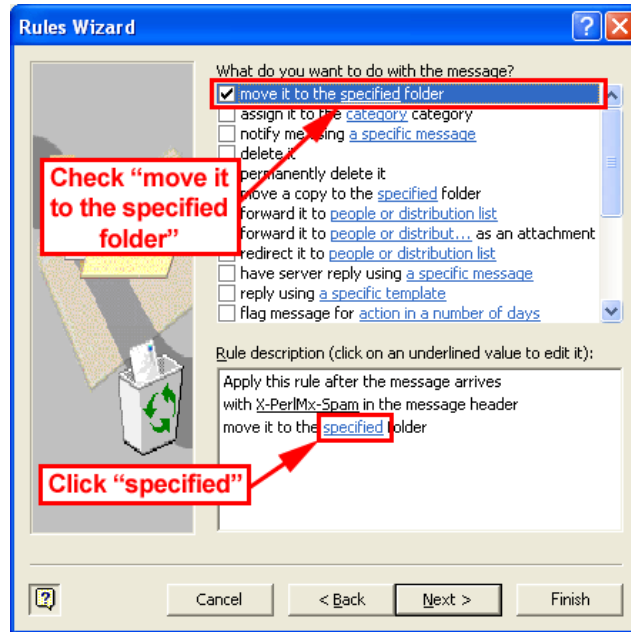 Rules Wizard
What do you want to do with the message?
move it to the specified folder
assign it to the category category
notify me using a specific message
delete it
permanently delete it
move a copy to the specified folder
forward it to people or distribution list
forward it to people or distribut... as an attachment
redirect it to people or distribution list
have server reply using a specific message
reply using a specific template
flag message for action in a number of days
Check “move it
to the specified
folder”
Rule description (click on an underlined value to edit it):
Apply this rule after the message arrives
with X-PerlMx-Spam in the message header
move it to the specified folder
Click “specified”
Cancel
< Back
Next >
Finish